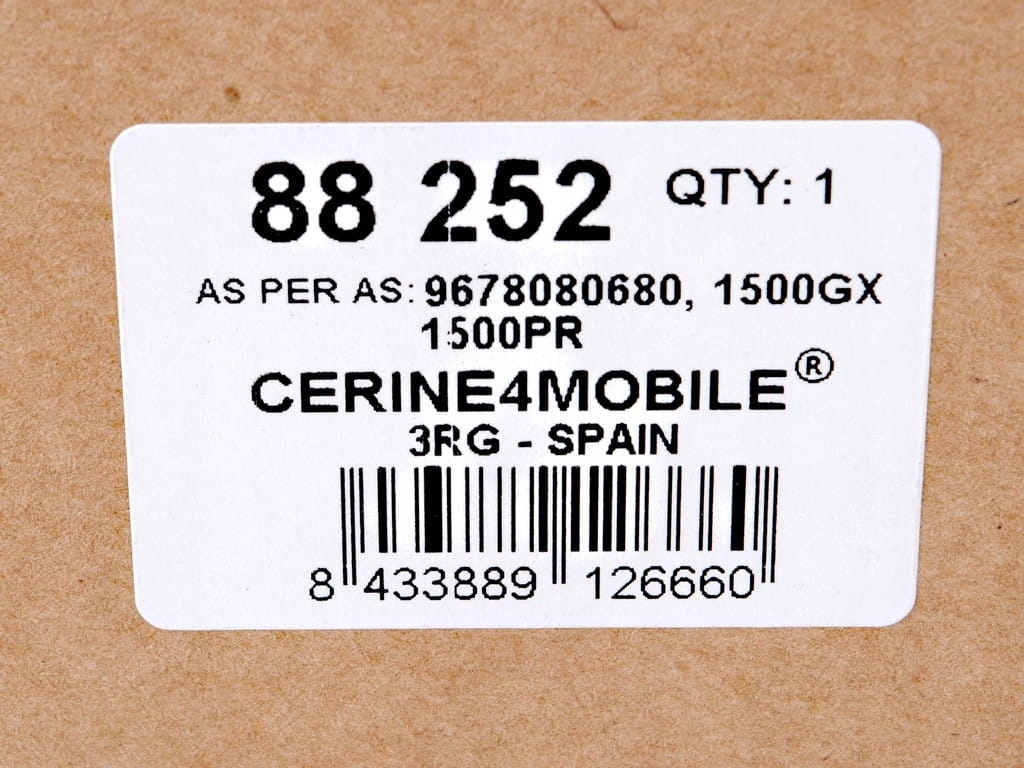 88 252 QTY: 1
AS PER AS: 9678080680, 1500GX
1500PR
CERINE4MOBILE®
3RG - SPAIN
8 433889 126660